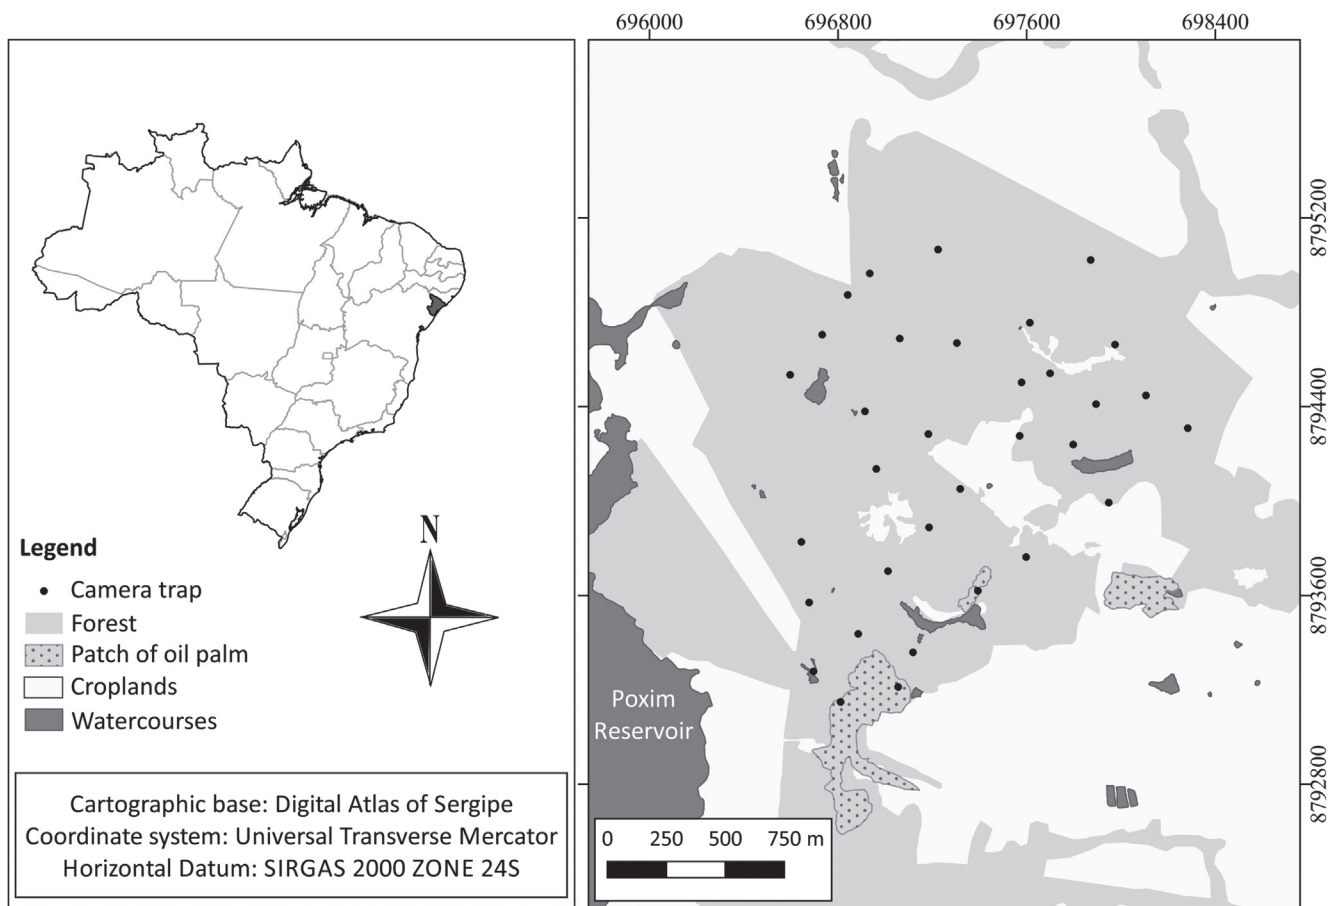 696000 696800 697600 698400
8795200
8794400
8793600
8792800
N
Legend
Camera trap
Forest
Patch of oil palm
Croplands
Watercourses
Cartographic base: Digital Atlas of Sergipe
Coordinate system: Universal Transverse Mercator
Horizontal Datum: SIRGAS 2000 ZONE 24S
Poxim
Reservoir
0 250 500 750 m